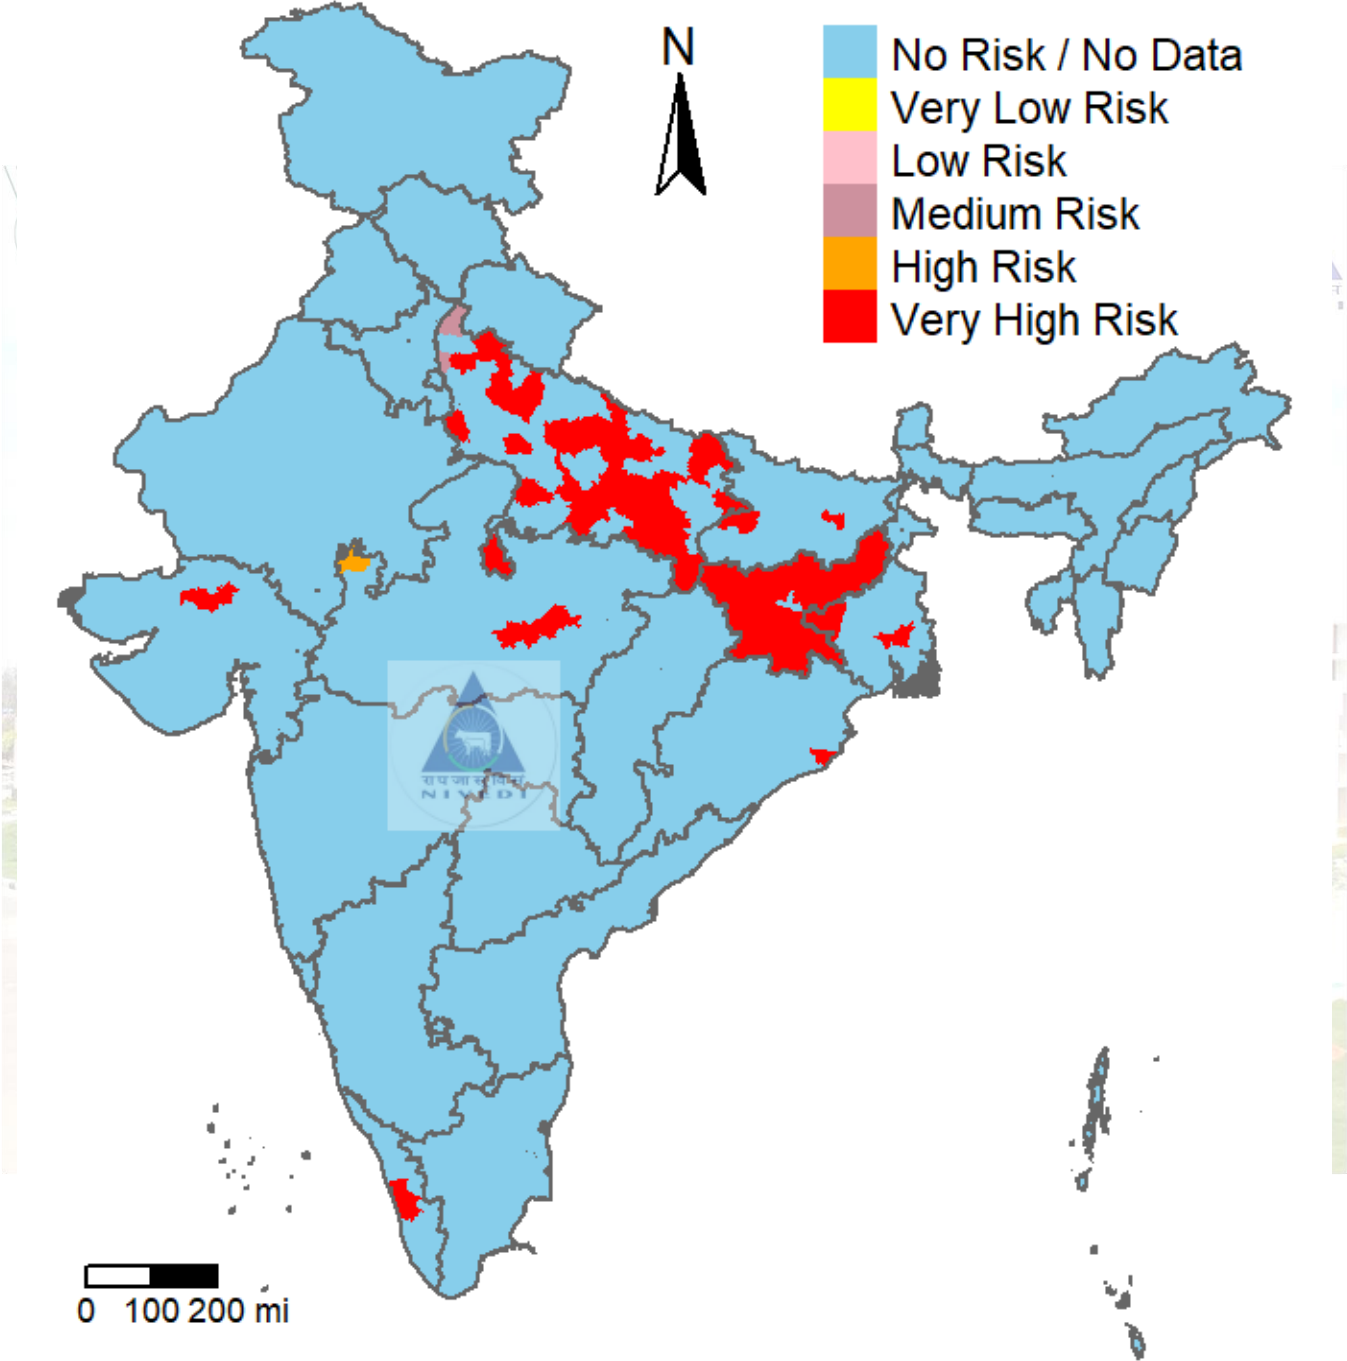 N
No Risk / No Data
Very Low Risk
Low Risk
Medium Risk
High Risk
Very High Risk
NIVEDI
0 100 200 mi